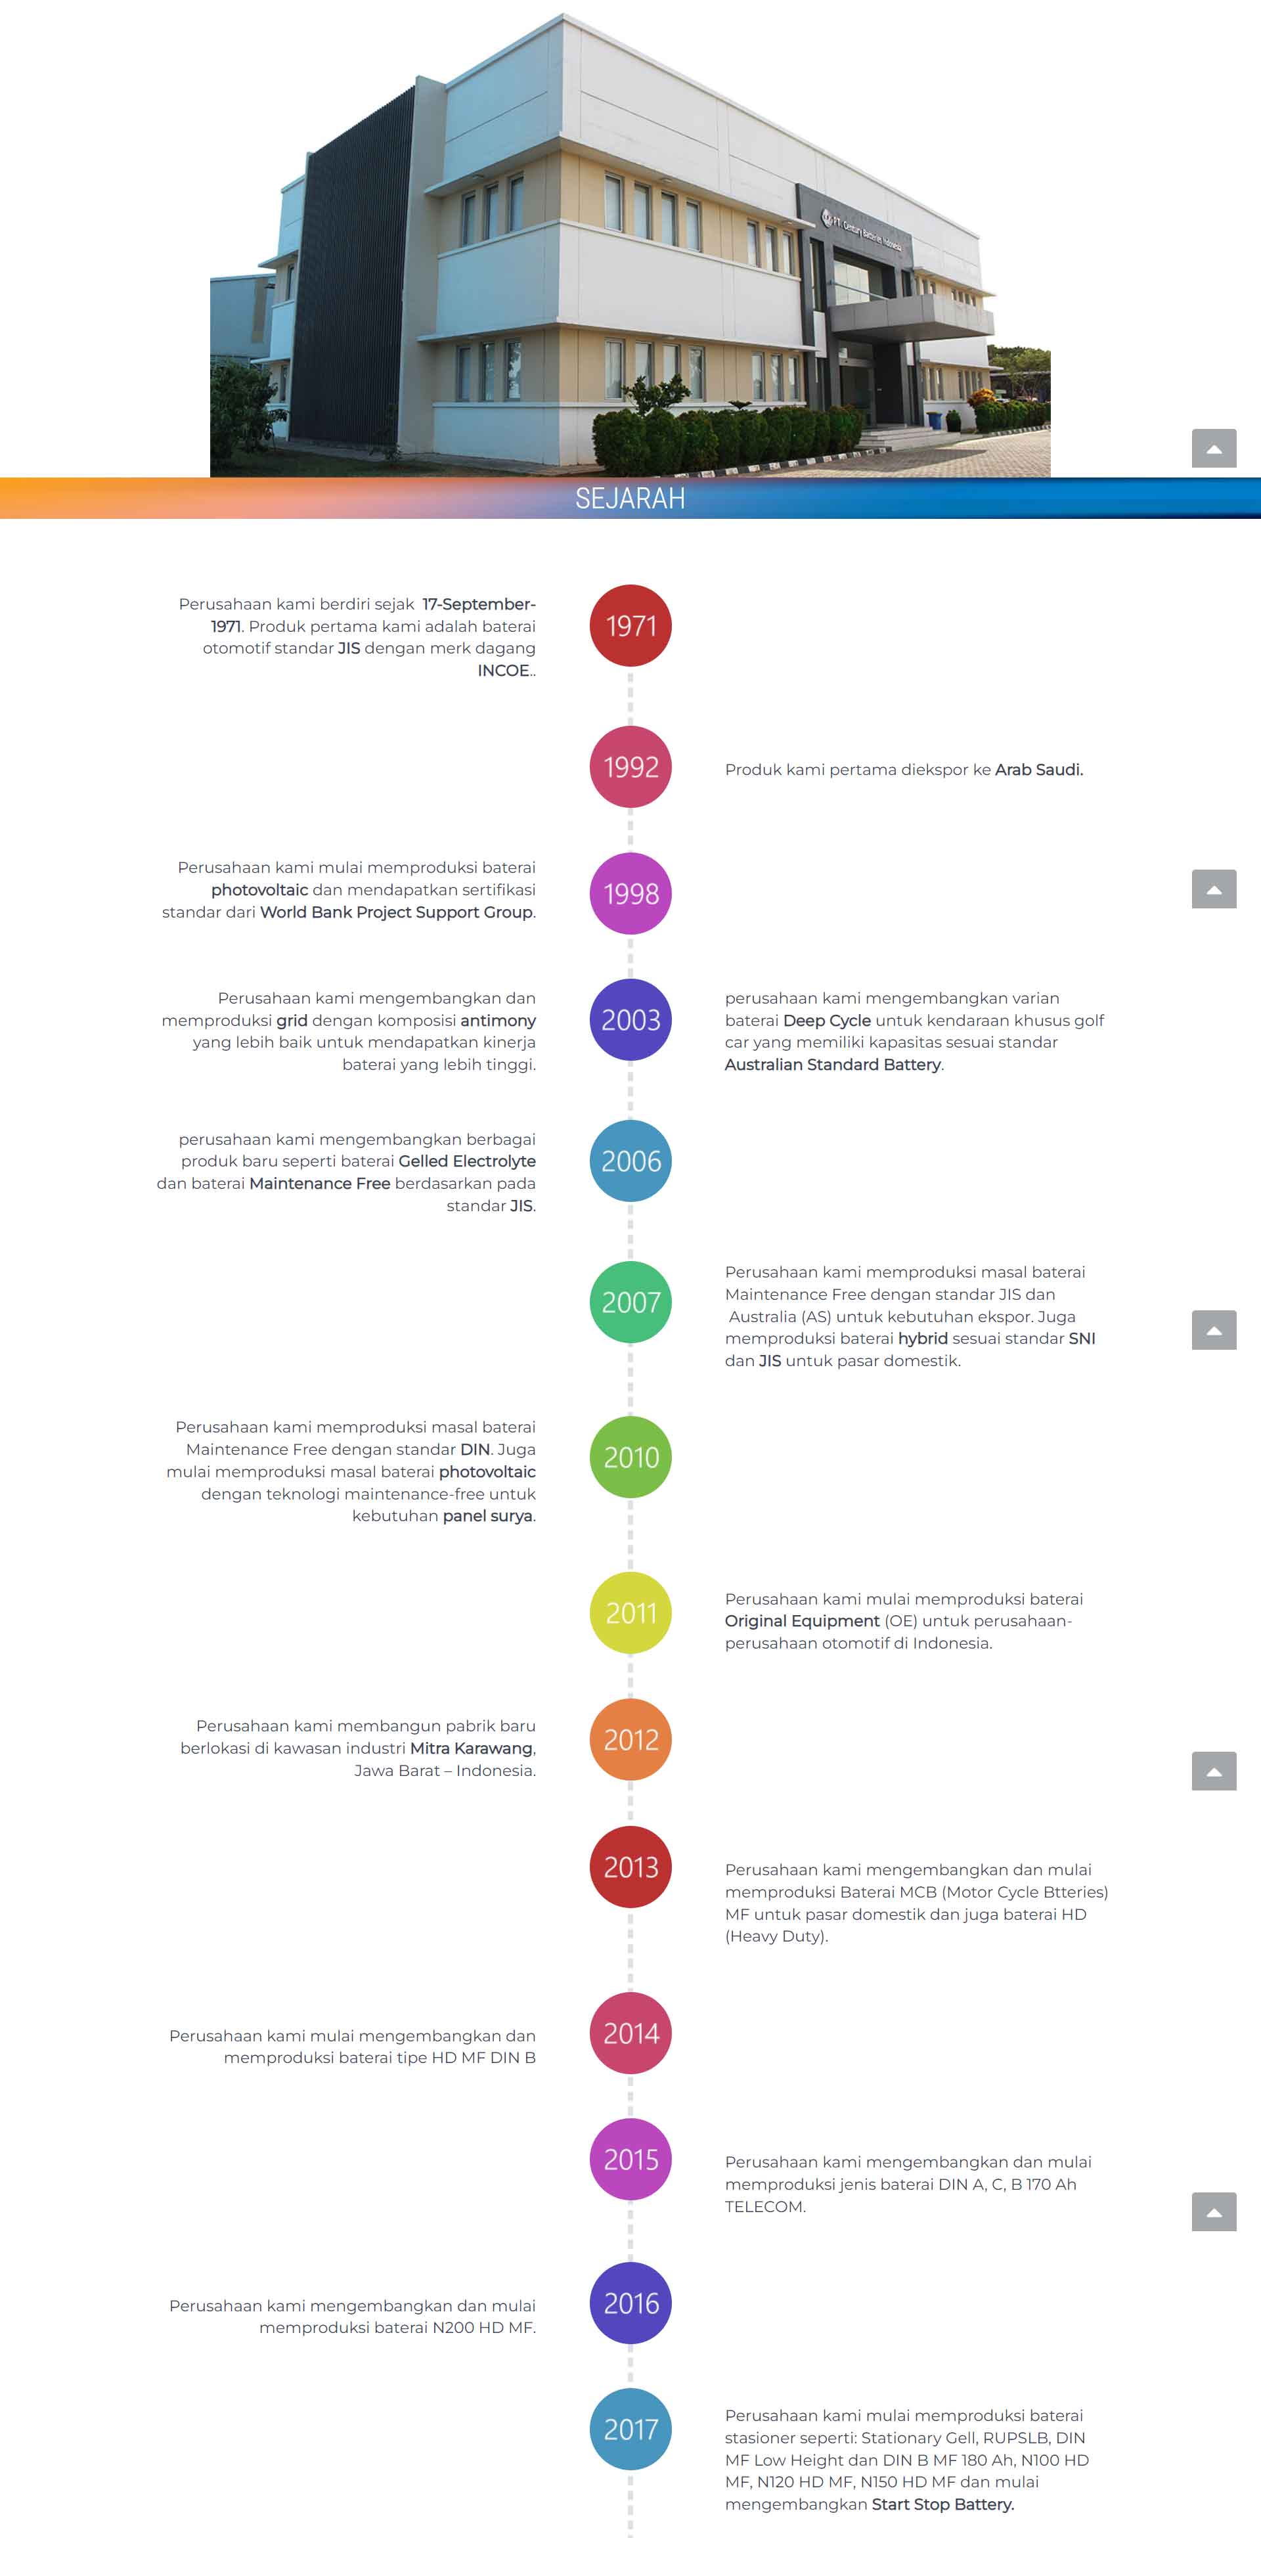 PT. Century Batteries Indonesia
SEJARAH
Perusahaan kami berdiri sejak 17-September-
1971. Produk pertama kami adalah baterai
otomotif standar JIS dengan merk dagang
INCOE..
1971
1992
Produk kami pertama diekspor ke Arab Saudi.
Perusahaan kami mulai memproduksi baterai
photovoltaic dan mendapatkan sertifikasi
standar dari World Bank Project Support Group.
1998
Perusahaan kami mengembangkan dan
memproduksi grid dengan komposisi antimony
yang lebih baik untuk mendapatkan kinerja
baterai yang lebih tinggi.
2003
perusahaan kami mengembangkan varian
baterai Deep Cycle untuk kendaraan khusus golf
car yang memiliki kapasitas sesuai standar
Australian Standard Battery.
perusahaan kami mengembangkan berbagai
produk baru seperti baterai Gelled Electrolyte
dan baterai Maintenance Free berdasarkan pada
standar JIS.
2006
2007
Perusahaan kami memproduksi masal baterai
Maintenance Free dengan standar JIS dan
Australia (AS) untuk kebutuhan ekspor. Juga
memproduksi baterai hybrid sesuai standar SNI
dan JIS untuk pasar domestik.
Perusahaan kami memproduksi masal baterai
Maintenance Free dengan standar DIN. Juga
mulai memproduksi masal baterai photovoltaic
dengan teknologi maintenance-free untuk
kebutuhan panel surya.
2010
2011
Perusahaan kami mulai memproduksi baterai
Original Equipment (OE) untuk perusahaan-
perusahaan otomotif di Indonesia.
Perusahaan kami membangun pabrik baru
berlokasi di kawasan industri Mitra Karawang,
Jawa Barat – Indonesia.
2012
2013
Perusahaan kami mengembangkan dan mulai
memproduksi Baterai MCB (Motor Cycle Btteries)
MF untuk pasar domestik dan juga baterai HD
(Heavy Duty).
Perusahaan kami mulai mengembangkan dan
memproduksi baterai tipe HD MF DIN B
2014
2015
Perusahaan kami mengembangkan dan mulai
memproduksi jenis baterai DIN A, C, B 170 Ah
TELECOM.
Perusahaan kami mengembangkan dan mulai
memproduksi baterai N200 HD MF.
2016
2017
Perusahaan kami mulai memproduksi baterai
stasioner seperti: Stationary Gell, RUPSLB, DIN
MF Low Height dan DIN B MF 180 Ah, N100 HD
MF, N120 HD MF, N150 HD MF dan mulai
mengembangkan Start Stop Battery.